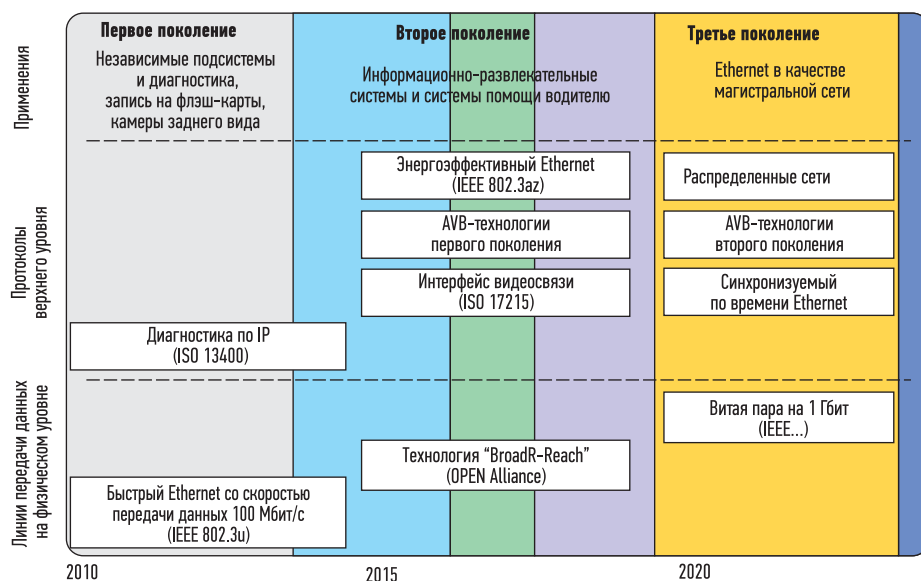 Применения
Первое поколение
Независимые подсистемы
и диагностика,
запись на флэш-карты,
камеры заднего вида
Второе поколение
Информационно-развлекательные
системы и системы помощи водителю
Третье поколение
Ethernet в качестве
магистральной сети
Протоколы
верхнего уровня
Энергоэффективный Ethernet
(IEEE 802.3az)
Распределенные сети
AVB-технологии
первого поколения
AVB-технологии
второго поколения
Интерфейс видеосвязи
(ISO 17215)
Синхронизуемый
по времени Ethernet
Диагностика по IP
(ISO 13400)
Линии передачи данных
на физическом уровне
Витая пара на 1 Гбит
(IEEE...)
Технология “BroadR-Reach”
(OPEN Alliance)
Быстрый Ethernet со скоростью
передачи данных 100 Мбит/с
(IEEE 802.3u)
2010
2015
2020